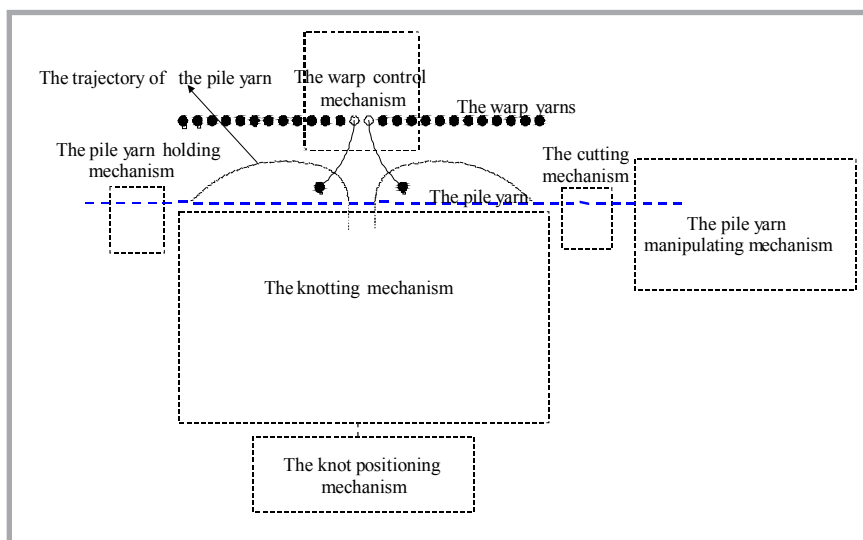 The trajectory of the pile yarn
The warp control
mechanism
The warp yarns
The pile yarn holding
mechanism
The cutting
mechanism
The pile yarn
The pile yarn
manipulating mechanism
The knotting mechanism
The knot positioning
mechanism